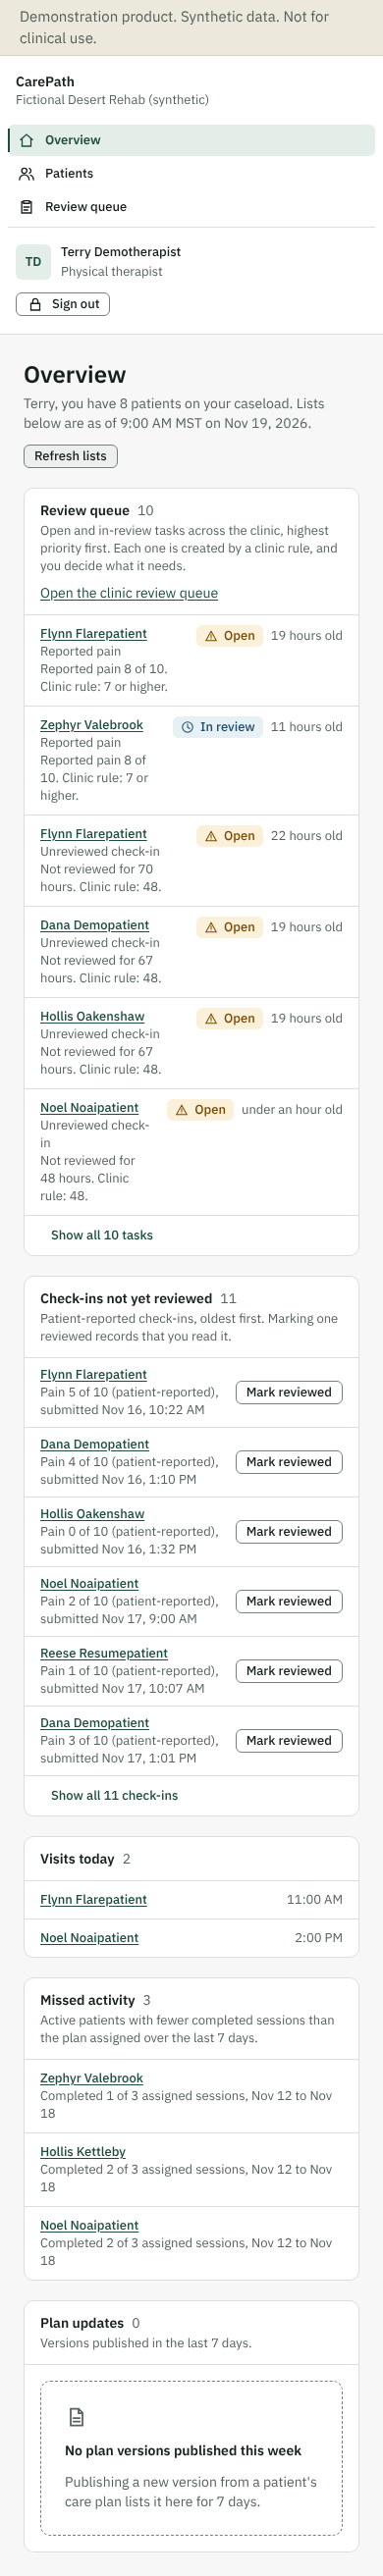 Demonstration product. Synthetic data. Not for
clinical use.
CarePath
Fictional Desert Rehab (synthetic)
Overview
Patients
Review queue
TD
Terry Demotherapist
Physical therapist
Sign out
Overview
Terry, you have 8 patients on your caseload. Lists
below are as of 9:00 AM MST on Nov 19, 2026.
Refresh lists
Review queue 10
Open and in-review tasks across the clinic, highest
priority first. Each one is created by a clinic rule, and
you decide what it needs.
Open the clinic review queue
Flynn Flarepatient
Open 19 hours old
Reported pain
Reported pain 8 of 10.
Clinic rule: 7 or higher.
Zephyr Valebrook
In review 11 hours old
Reported pain
Reported pain 8 of
10. Clinic rule: 7 or
higher.
Flynn Flarepatient
Open 22 hours old
Unreviewed check-in
Not reviewed for 70
hours. Clinic rule: 48.
Dana Demopatient
Open 19 hours old
Unreviewed check-in
Not reviewed for 67
hours. Clinic rule: 48.
Hollis Oakenshaw
Open 19 hours old
Unreviewed check-in
Not reviewed for 67
hours. Clinic rule: 48.
Noel Noaipatient
Open under an hour old
Unreviewed check-
in
Not reviewed for
48 hours. Clinic
rule: 48.
Show all 10 tasks
Check-ins not yet reviewed 11
Patient-reported check-ins, oldest first. Marking one
reviewed records that you read it.
Flynn Flarepatient
Pain 5 of 10 (patient-reported),
submitted Nov 16, 10:22 AM
Mark reviewed
Dana Demopatient
Pain 4 of 10 (patient-reported),
submitted Nov 16, 1:10 PM
Mark reviewed
Hollis Oakenshaw
Pain 0 of 10 (patient-reported),
submitted Nov 16, 1:32 PM
Mark reviewed
Noel Noaipatient
Pain 2 of 10 (patient-reported),
submitted Nov 17, 9:00 AM
Mark reviewed
Reese Resumepatient
Pain 1 of 10 (patient-reported),
submitted Nov 17, 10:07 AM
Mark reviewed
Dana Demopatient
Pain 3 of 10 (patient-reported),
submitted Nov 17, 1:01 PM
Mark reviewed
Show all 11 check-ins
Visits today 2
Flynn Flarepatient 11:00 AM
Noel Noaipatient 2:00 PM
Missed activity 3
Active patients with fewer completed sessions than
the plan assigned over the last 7 days.
Zephyr Valebrook
Completed 1 of 3 assigned sessions, Nov 12 to Nov
18
Hollis Kettleby
Completed 2 of 3 assigned sessions, Nov 12 to Nov
18
Noel Noaipatient
Completed 2 of 3 assigned sessions, Nov 12 to Nov
18
Plan updates 0
Versions published in the last 7 days.
No plan versions published this week
Publishing a new version from a patient's
care plan lists it here for 7 days.